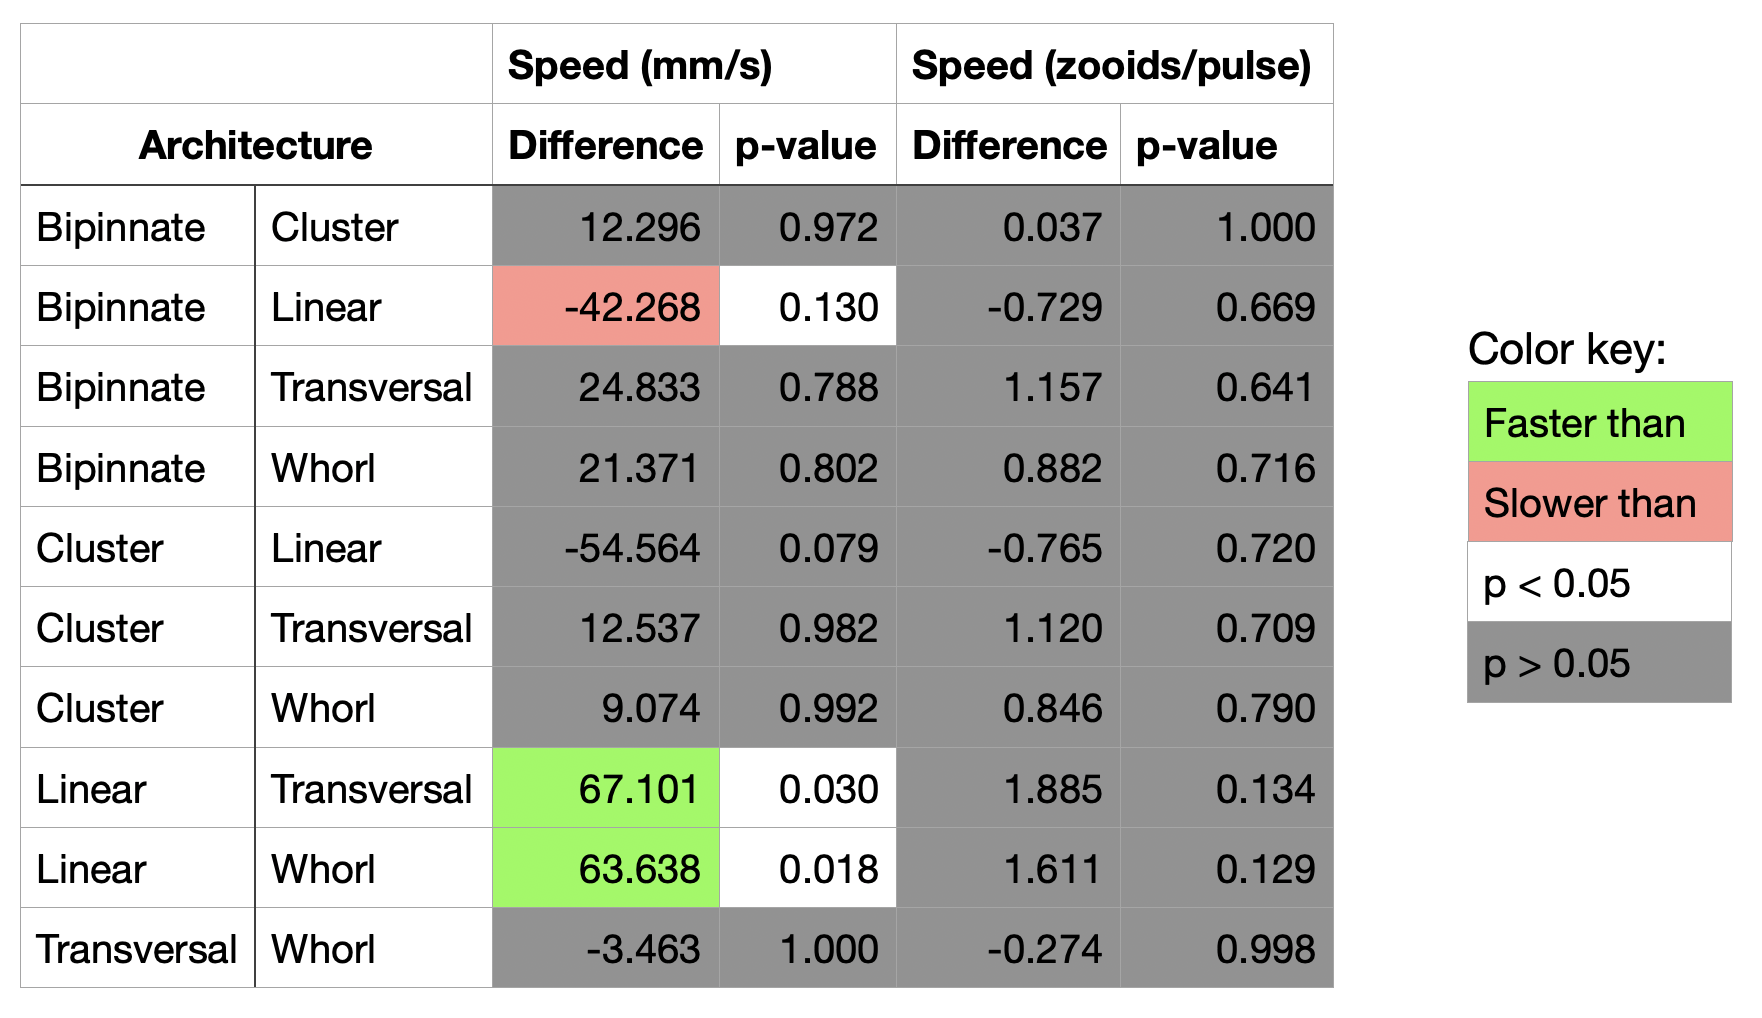 Speed (mm/s) Speed (zooids/pulse)
Architecture Difference p-value Difference p-value
Bipinnate Cluster 12.296 0.972 0.037 1.000
Bipinnate Linear -42.268 0.130 -0.729 0.669
Bipinnate Transversal 24.833 0.788 1.157 0.641
Bipinnate Whorl 21.371 0.802 0.882 0.716
Cluster Linear -54.564 0.079 -0.765 0.720
Cluster Transversal 12.537 0.982 1.120 0.709
Cluster Whorl 9.074 0.992 0.846 0.790
Linear Transversal 67.101 0.030 1.885 0.134
Linear Whorl 63.638 0.018 1.611 0.129
Transversal Whorl -3.463 1.000 -0.274 0.998
Color key:
Faster than
Slower than
p < 0.05
p > 0.05